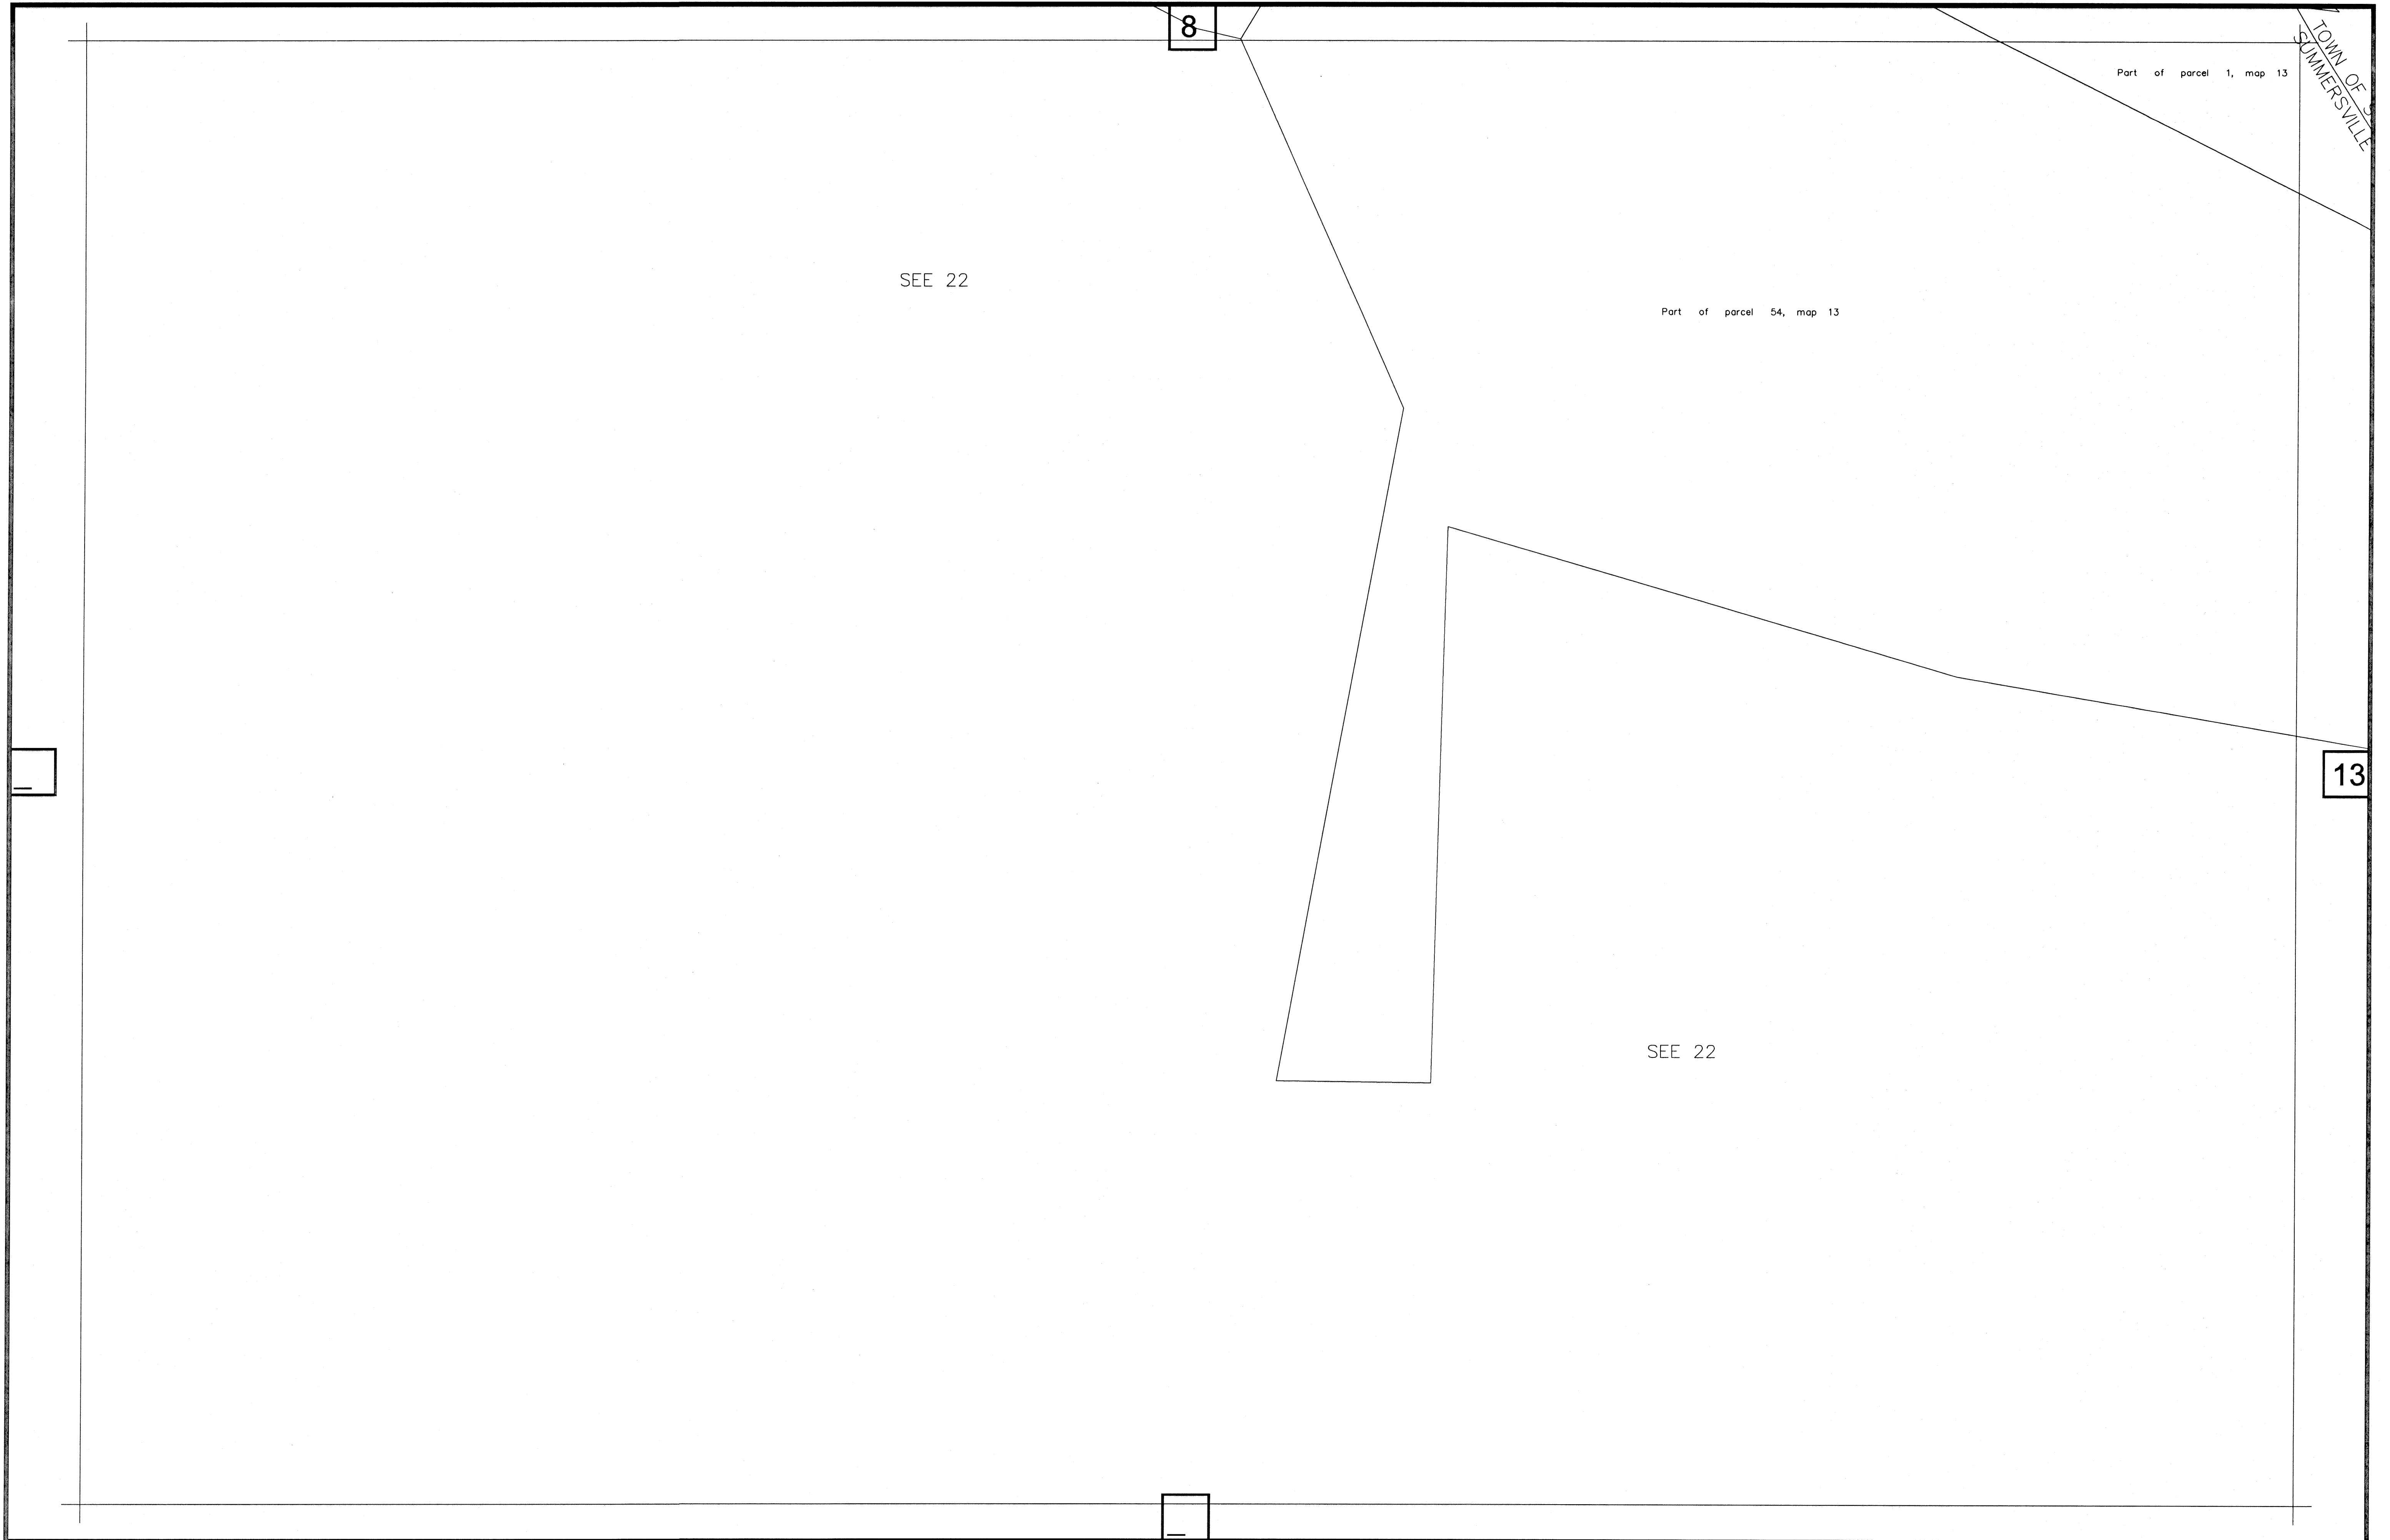 8
Part of parcel 1, map 13
TOWN OF
SUMMERSVILLE
SEE 22
Part of parcel 54, map 13
13
SEE 22